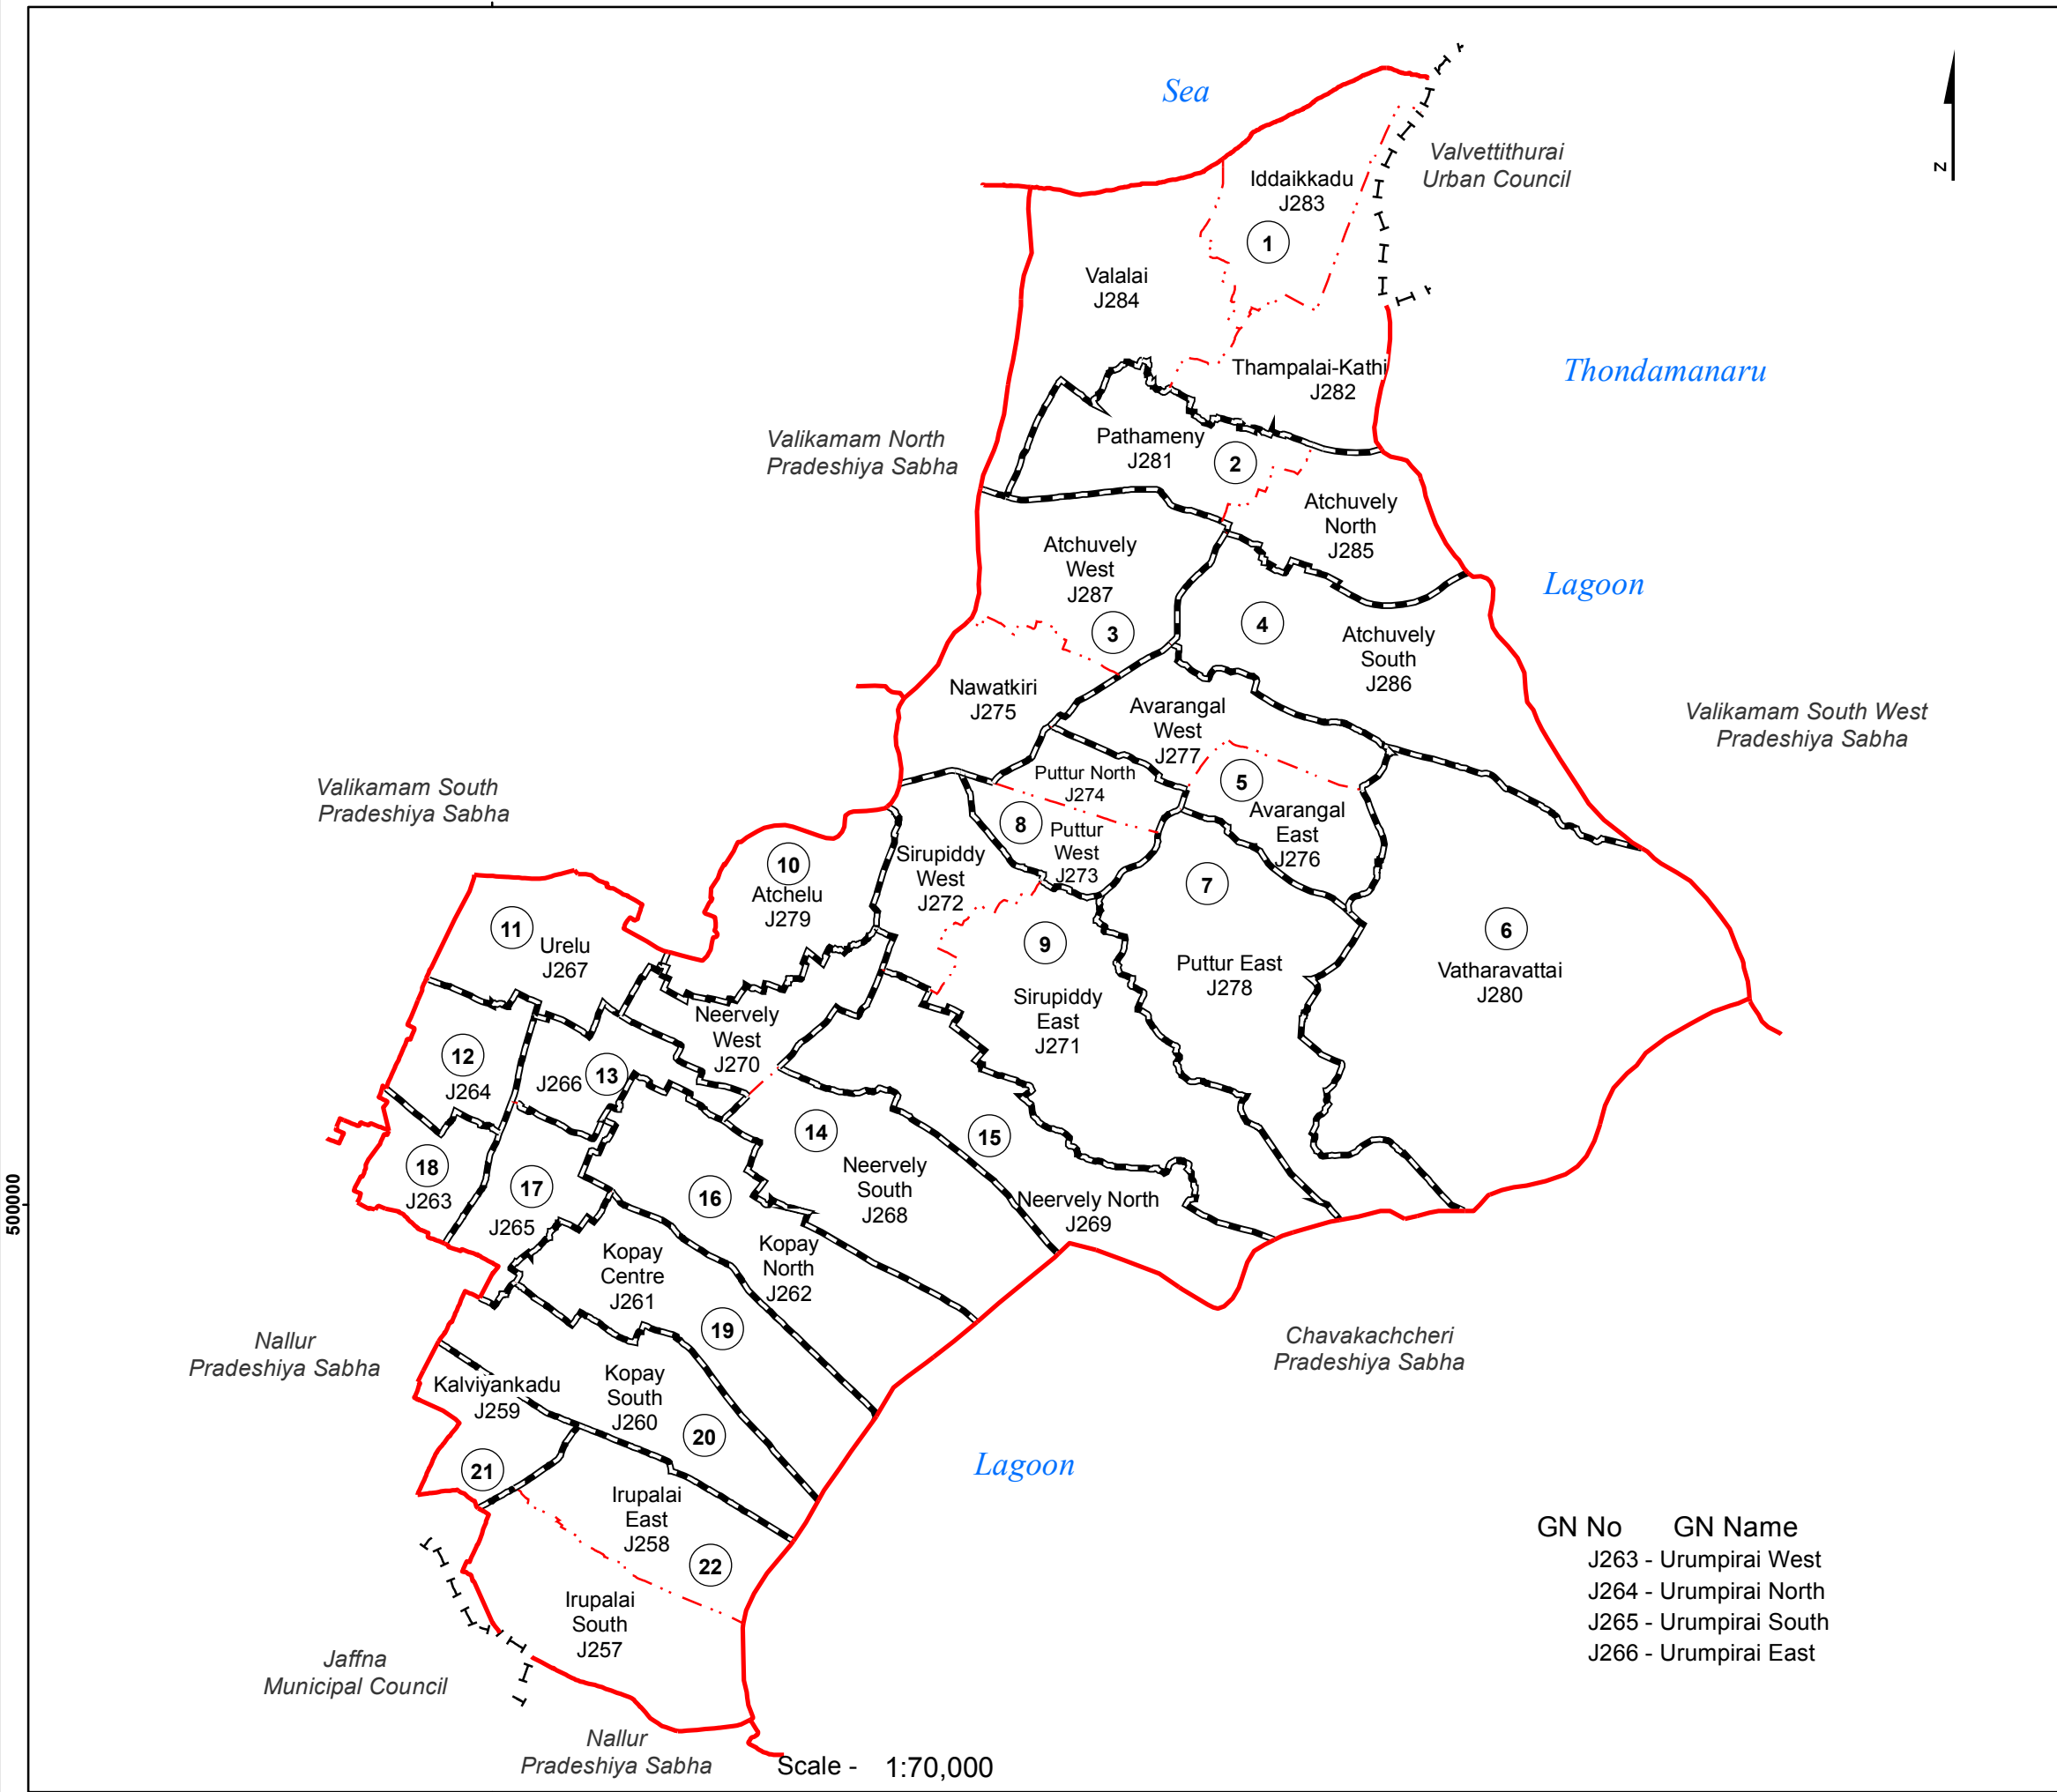 Sea
Valvettithurai
Urban Council
z
Iddaikkadu
J283
1
Valalai
J284
Thampalai-Kathi
J282
Thondamanaru
Valikamam North
Pradeshiya Sabha
Pathameny
J281
2
Atchuvely
North
J285
Atchuvely
West
J287
3
Lagoon
4
Atchuvely
South
J286
Nawatkiri
J275
Avarangal
West
J277
Valikamam South West
Pradeshiya Sabha
Valikamam South
Pradeshiya Sabha
Puttur North
J274
5
Avarangal
East
J276
8
Puttur
West
J273
10
Atchelu
J279
Sirupiddy
West
J272
7
11
Urelu
J267
9
6
Vatharavattai
J280
Puttur East
J278
Sirupiddy
East
J271
Neervely
West
J270
12
J264
J266
13
14
15
18
J263
17
J265
16
Neervely
South
J268
Neervely North
J269
500000
Kopay
Centre
J261
Kopay
North
J262
19
Nallur
Pradeshiya Sabha
Chavakachcheri
Pradeshiya Sabha
Kalviyankadu
J259
Kopay
South
J260
20
21
Lagoon
Irupalai
East
J258
22
Irupalai
South
J257
GN No GN Name
J263 - Urumpirai West
J264 - Urumpirai North
J265 - Urumpirai South
J266 - Urumpirai East
Jaffna
Municipal Council
Nallur
Pradeshiya Sabha
Scale - 1:70,000